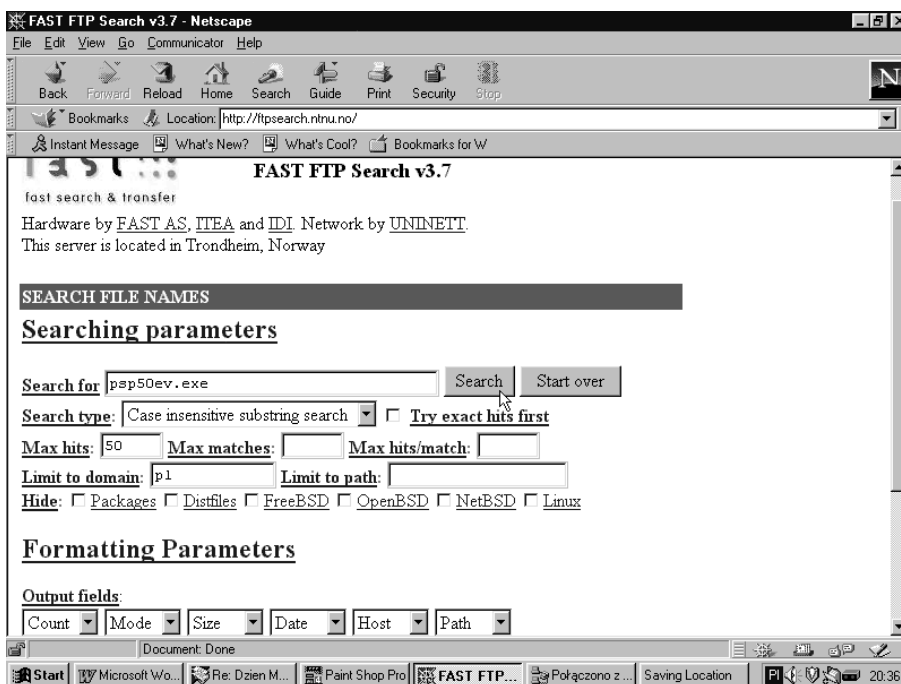 FAST FTP Search v3.7 - Netscape
File Edit View Go Communicator Help
Back Forward Reload Home Search Guide Print Security Stop
N
Bookmarks Location: http://ftpsearch.ntnu.no/
Instant Message What's New? What's Cool? Bookmarks for W
fast
FAST FTP Search v3.7
fast search & transfer
Hardware by FAST AS, ITEA and IDI. Network by UNINETT.
This server is located in Trondheim, Norway
SEARCH FILE NAMES
Searching parameters
Search for psp50ev.exe Search Start over
Search type: Case insensitive substring search Try exact hits first
Max hits: 50 Max matches: Max hits/match:
Limit to domain: pl Limit to path:
Hide: Packages Distfiles FreeBSD OpenBSD NetBSD Linux
Formatting Parameters
Output fields:
Count Mode Size Date Host Path
Document: Done
Start Microsoft Wo... Re: Dzien M... Paint Shop Pro FAST FTP... Połączono z ... Saving Location Pl 20:36